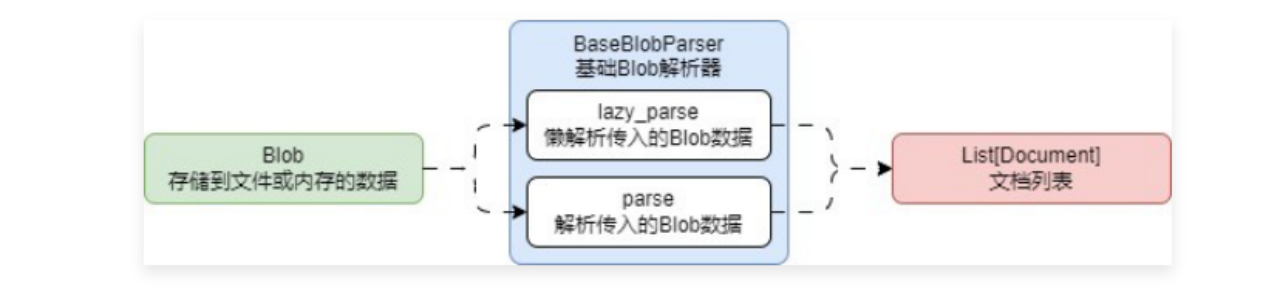 BaseBlobParser
基础Blob解析器
lazy_parse
懒解析传入的Blob数据
Blob
存储到文件或内存的数据
List[Document]
文档列表
parse
解析传入的Blob数据